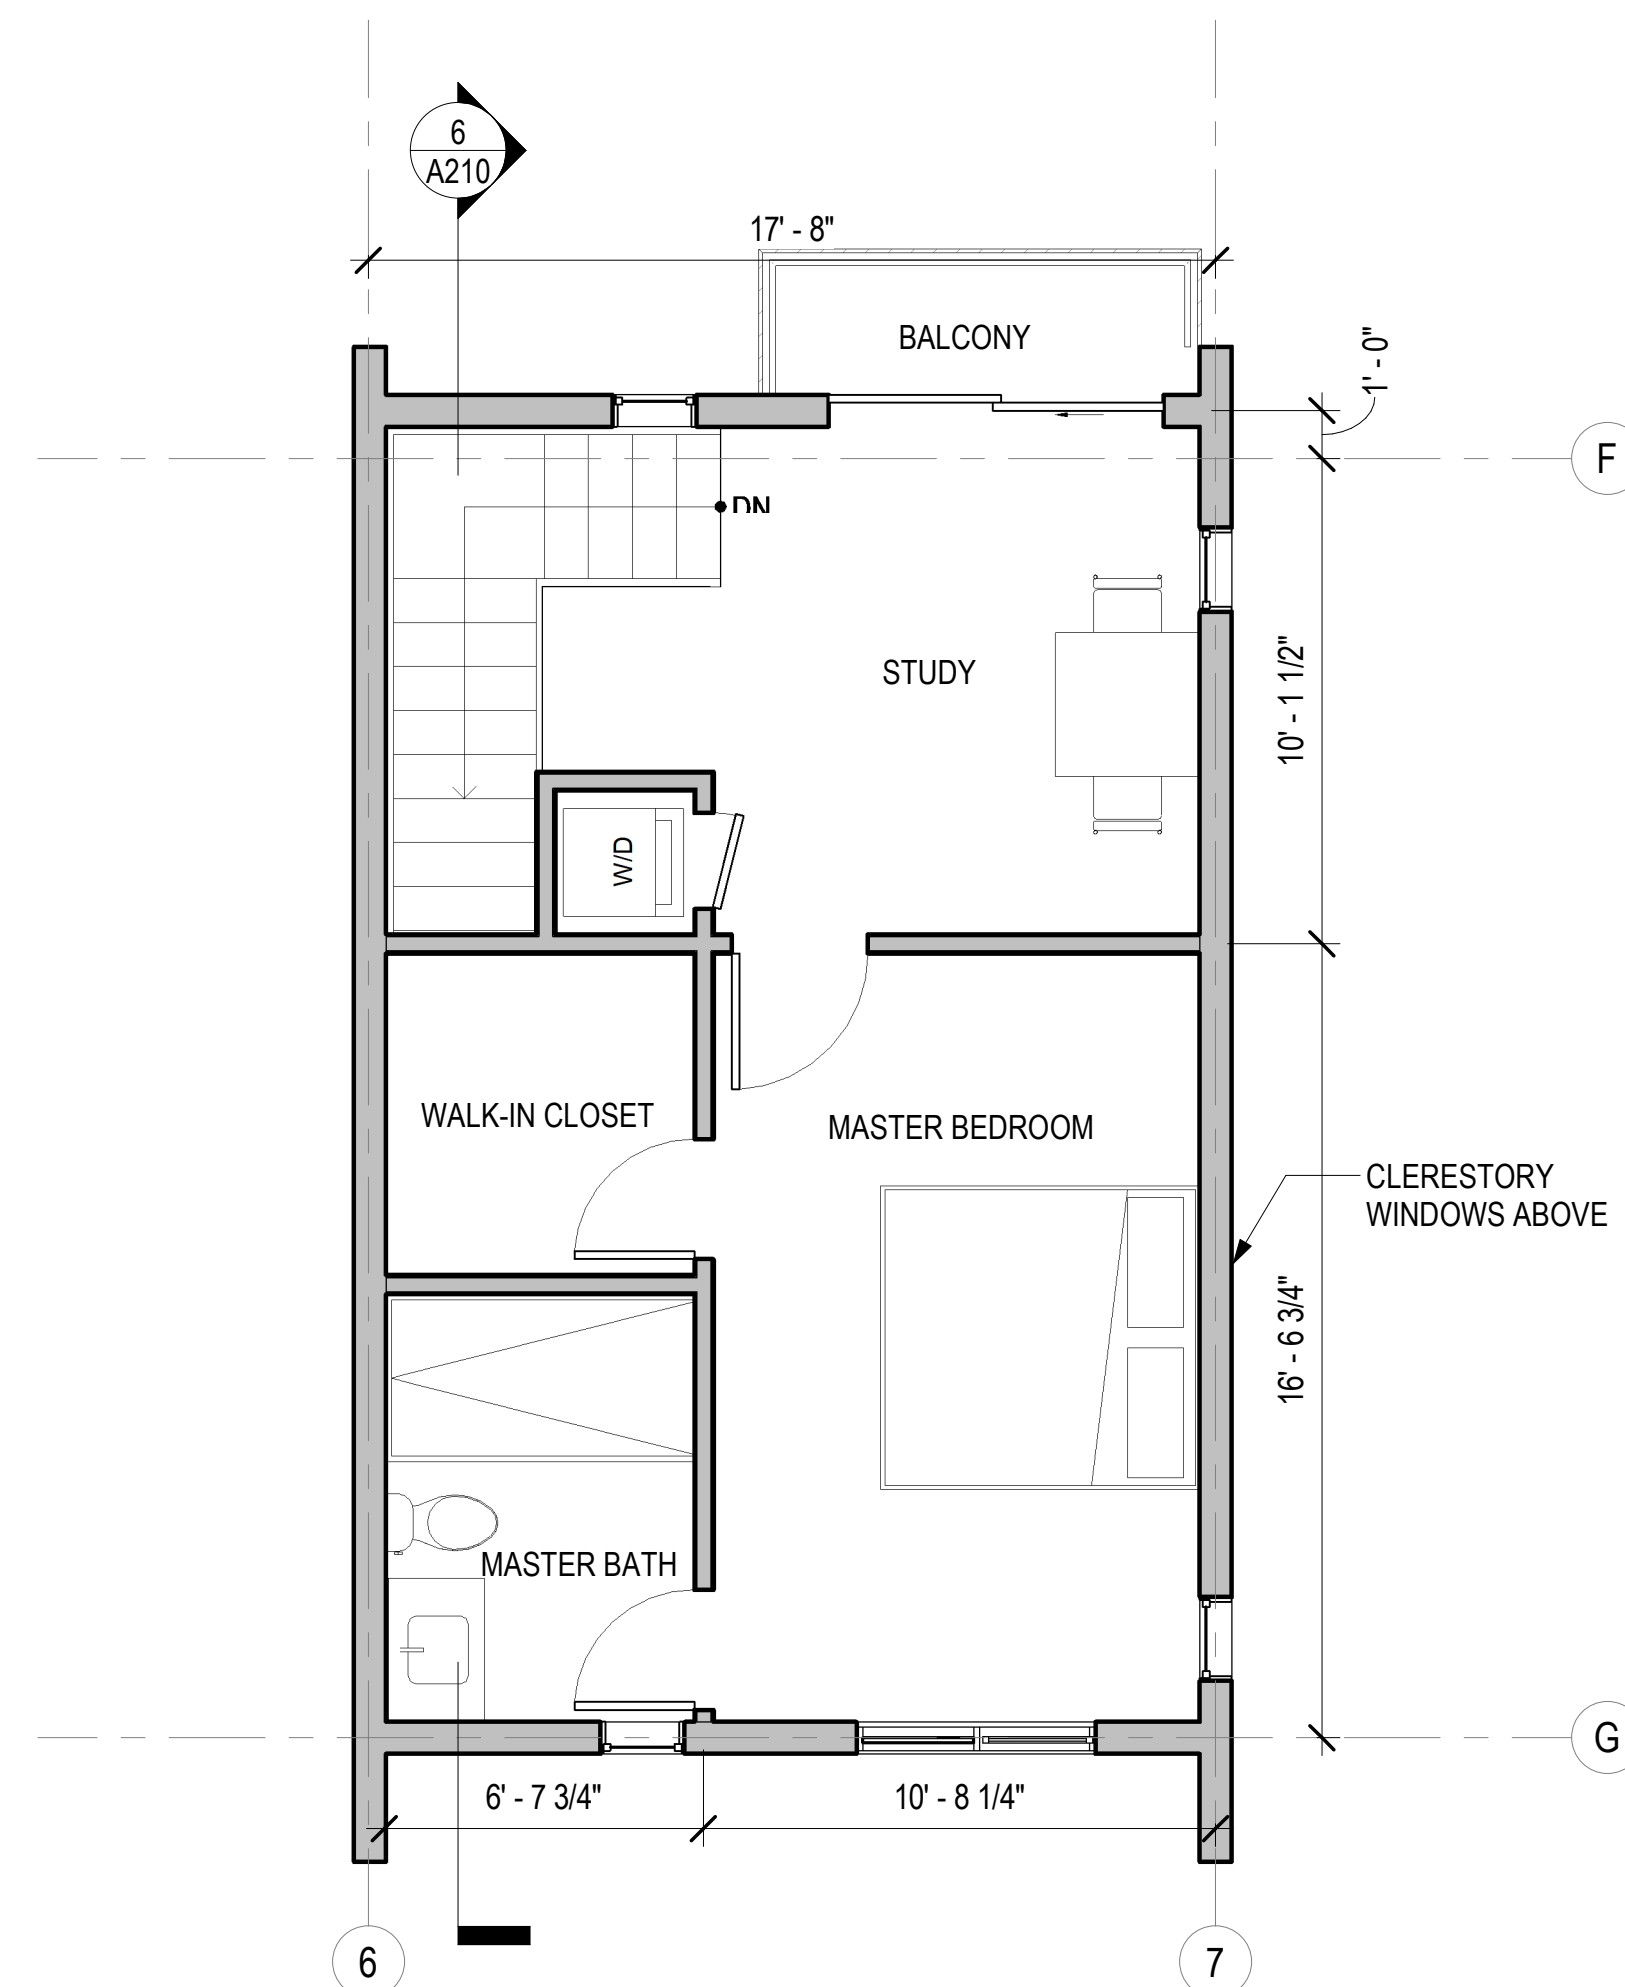 6
A210
17' - 8"
BALCONY
1' - 0"
F
DN
STUDY
10' - 1 1/2"
W/D
WALK-IN CLOSET
MASTER BEDROOM
CLERESTORY
WINDOWS ABOVE
16' - 6 3/4"
MASTER BATH
G
6' - 7 3/4"
10' - 8 1/4"
6
7